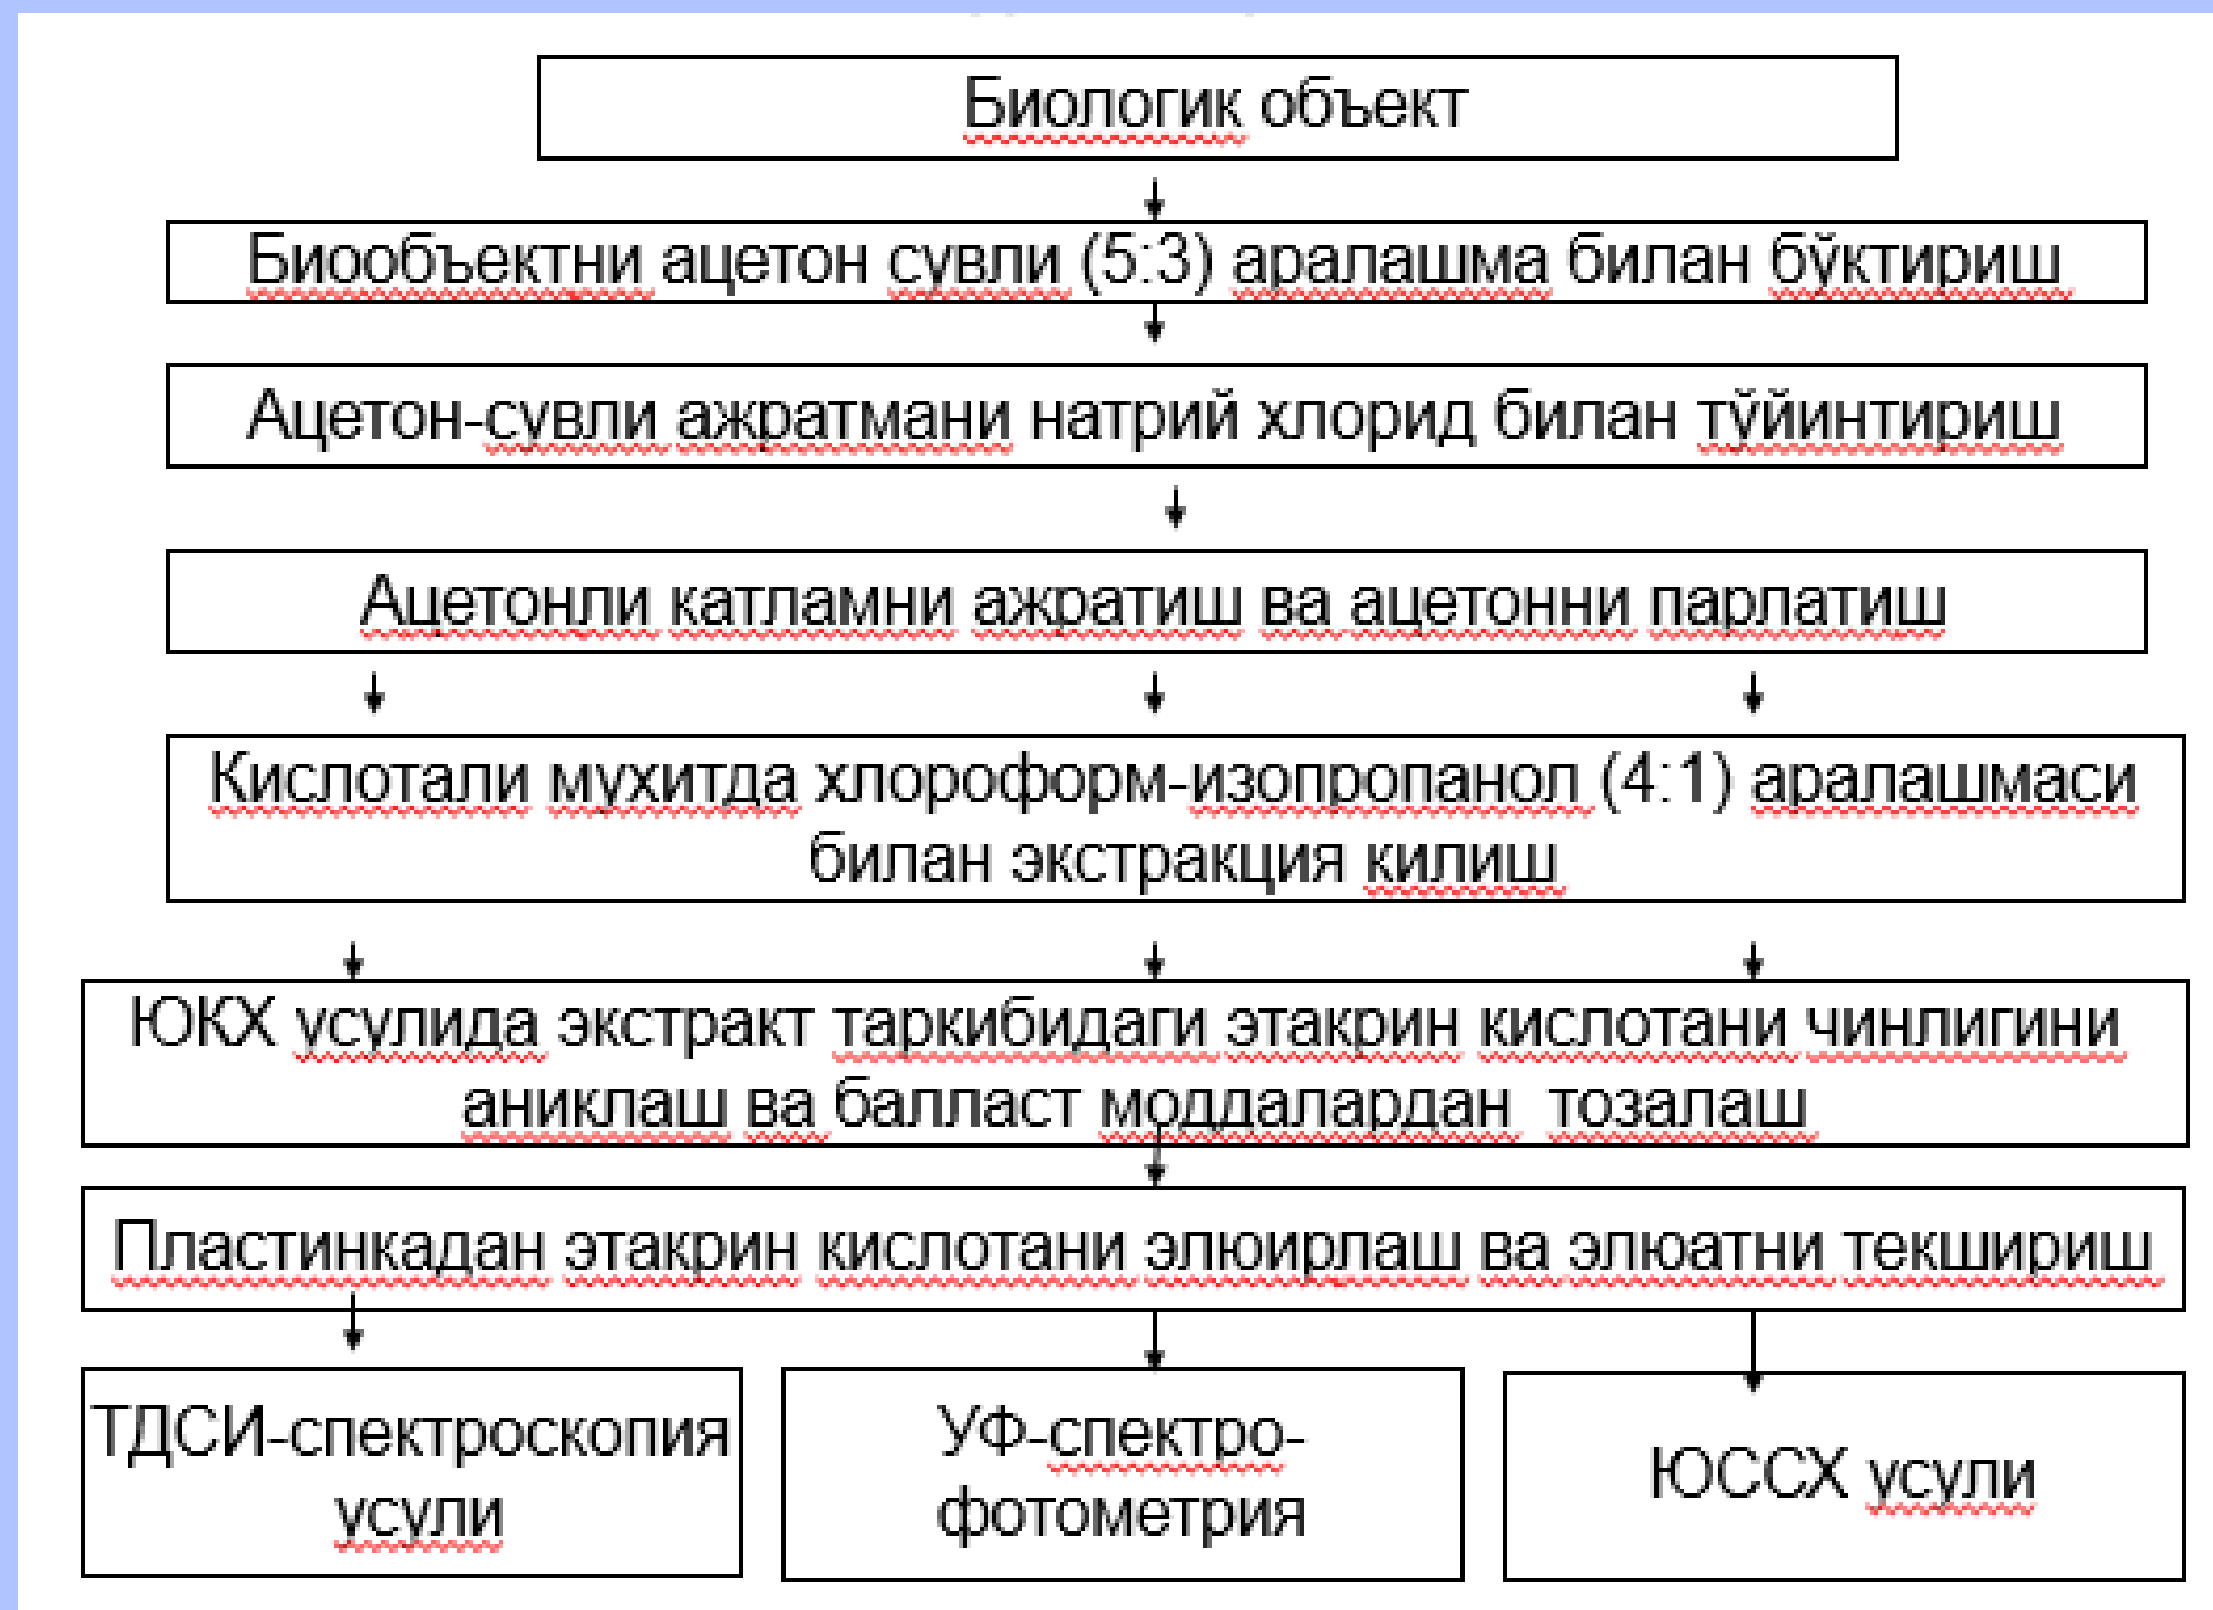 Биологик объект
Биообъектни ацетон сувли (5:3) аралашма билан бўктириш
Ацетон-сувли ажратмани натрий хлорид билан тўйинтириш
Ацетонли катламни ажратиш ва ацетонни парлатиш
Кислотали мухитда хлороформ-изопропанол (4:1) аралашмаси
билан экстракция килиш
ЮКХ усулида экстракт таркибидаги этакрин кислотани чинлигини
аниклаш ва балласт моддалардан тозалаш
Пластинкадан этакрин кислотани элюирлаш ва элюатни текшириш
ТДСИ-спектроскопия
усули
УФ-спектро-
фотометрия
ЮССХ усули